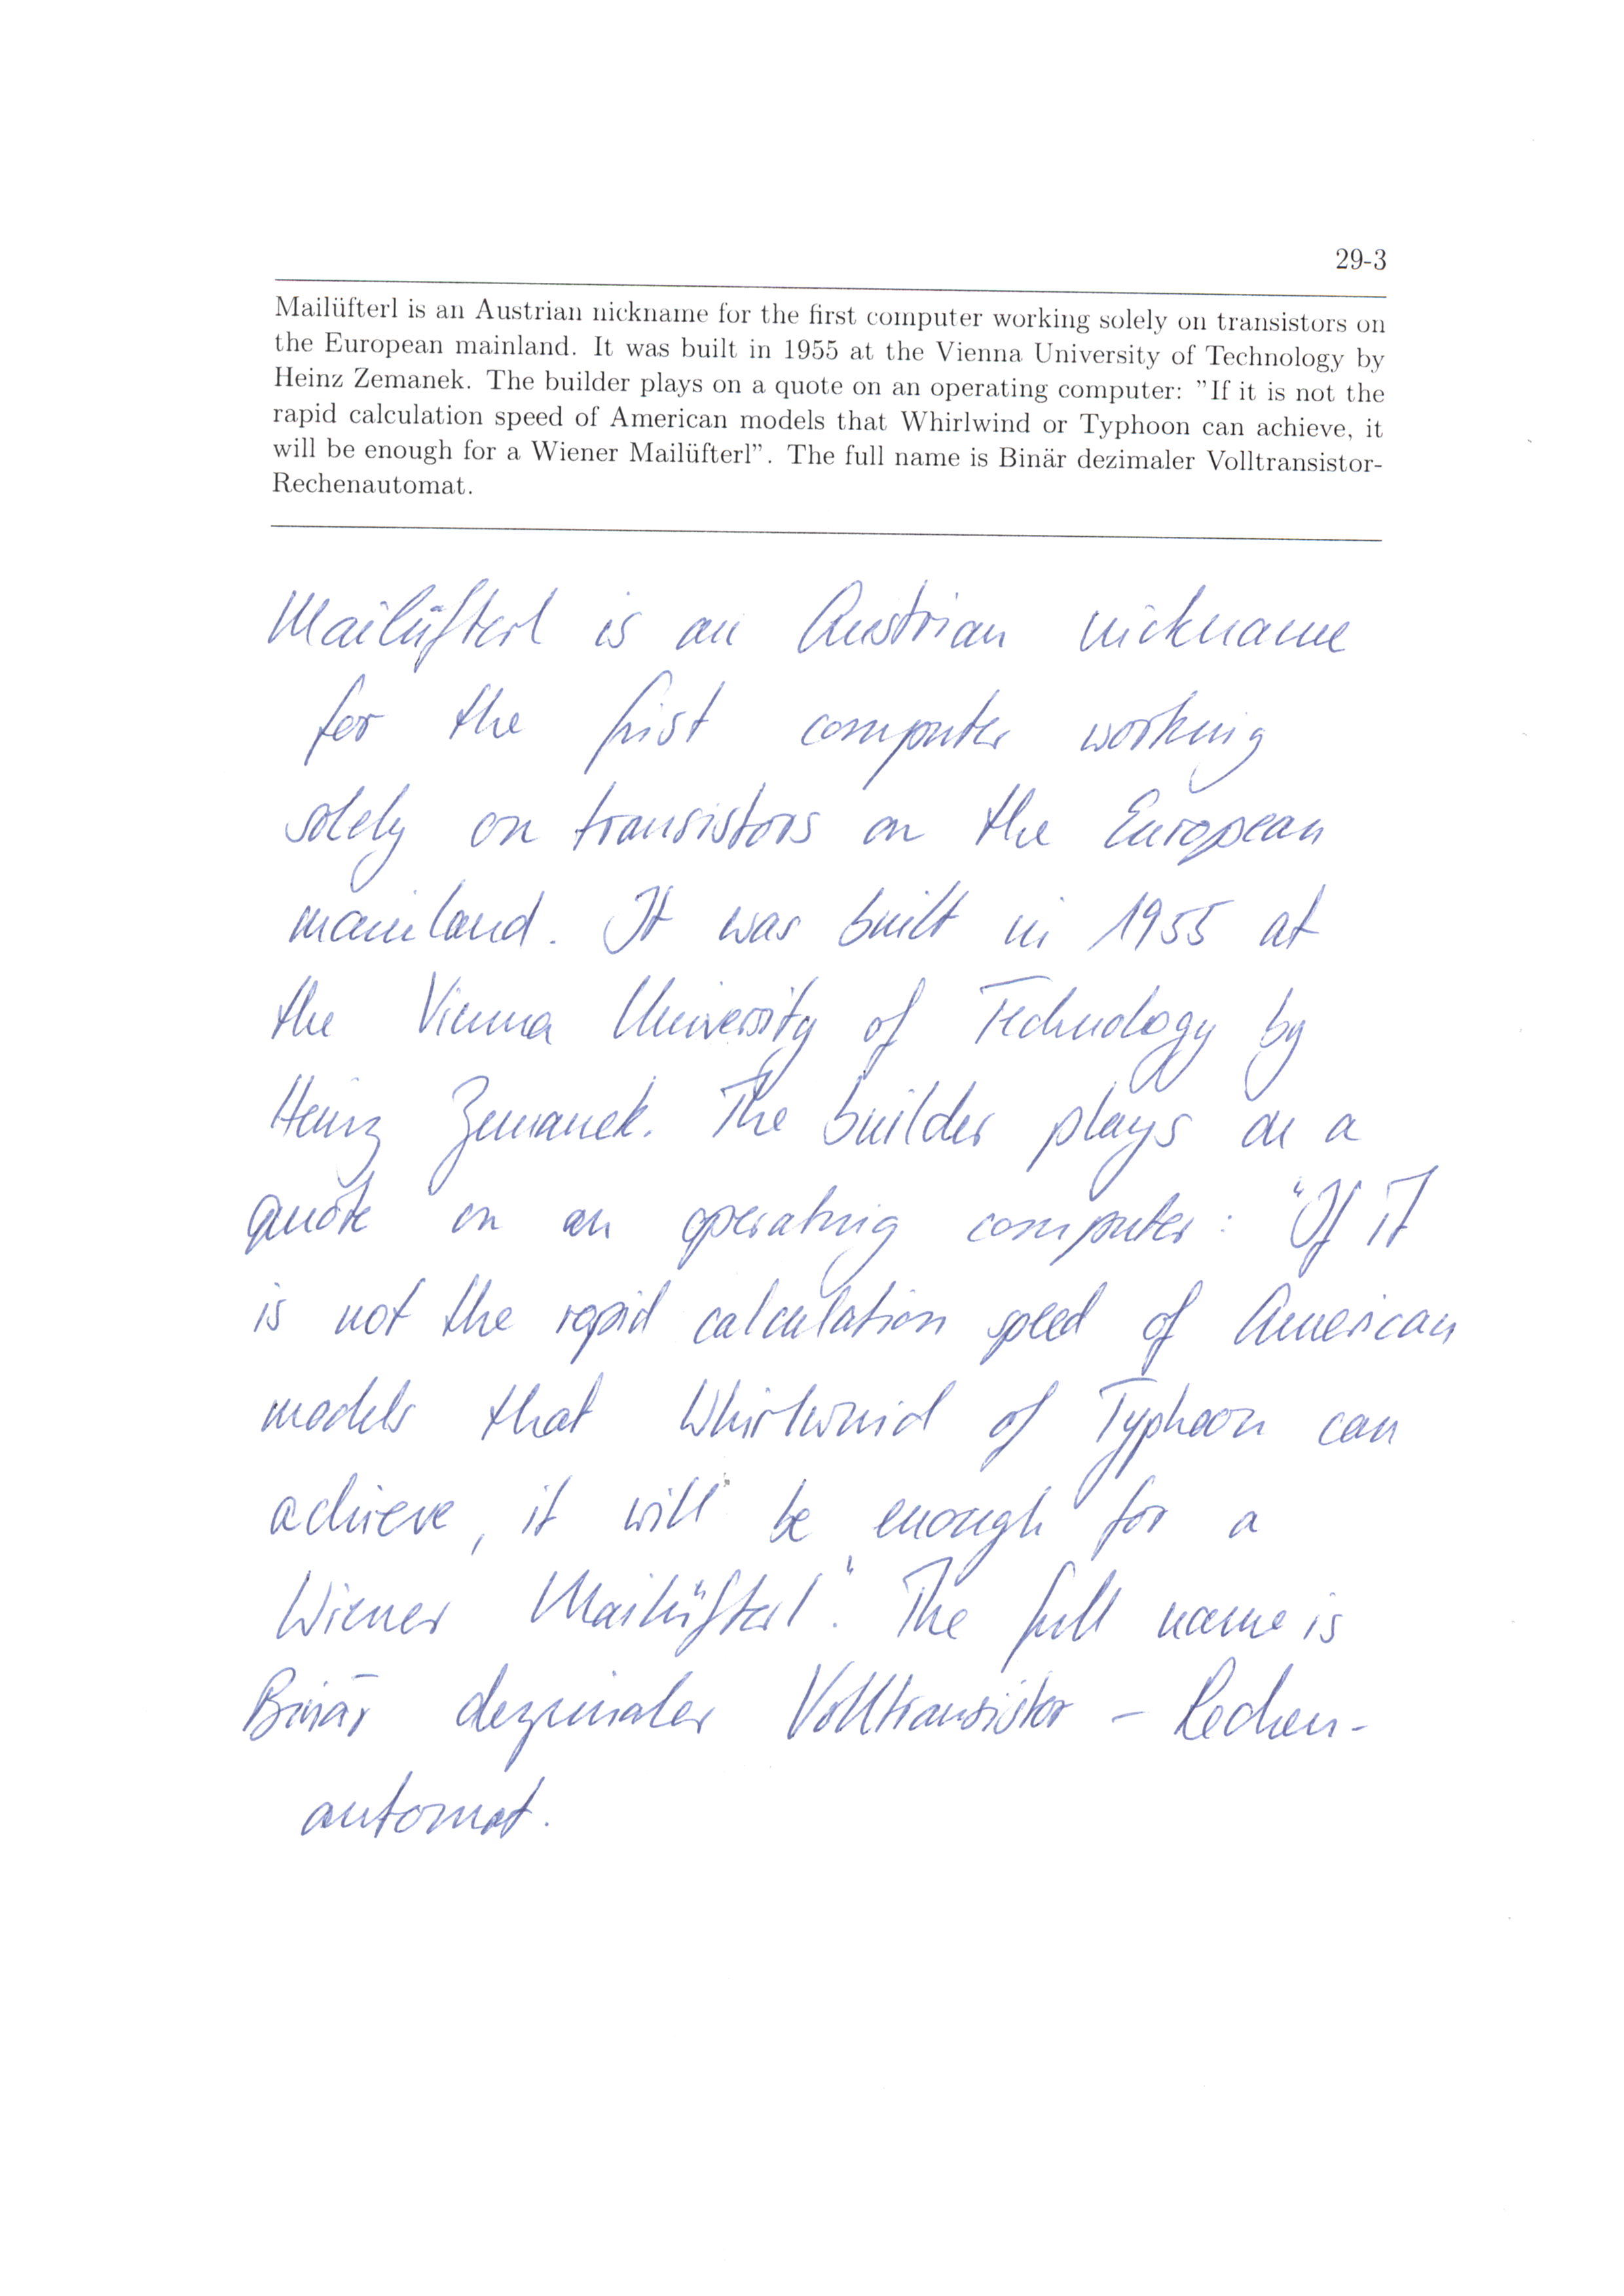 29-3
Mailüfterl is an Austrian nickname for the first computer working solely on transistors on
the European mainland. It was built in 1955 at the Vienna University of Technology by
Heinz Zemanek. The builder plays on a quote on an operating computer: "If it is not the
rapid calculation speed of American models that Whirlwind or Typhoon can achieve, it
will be enough for a Wiener Mailüfterl". The full name is Binär dezimaler Volltransistor-
Rechenautomat.
Mailüfterl is an Austrian nickname
for the first computer working
solely on transistors on the European
mainland. It was built in 1955 at
the Vienna University of Technology by
Heinz Zemanek. The builder plays on a
quote on an operating computer: "If it
is not the rapid calculation speed of American
models that Whirlwind of Typhoon can
achieve, it will be enough for a
Wiener Mailüfterl". The full name is
Binär dezimaler Volltransistor - Rechen-
automat.